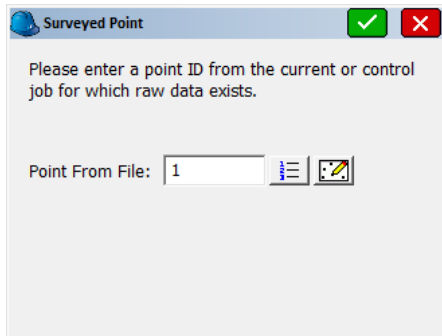 Surveyed Point
Please enter a point ID from the current or control
job for which raw data exists.
Point From File: 1